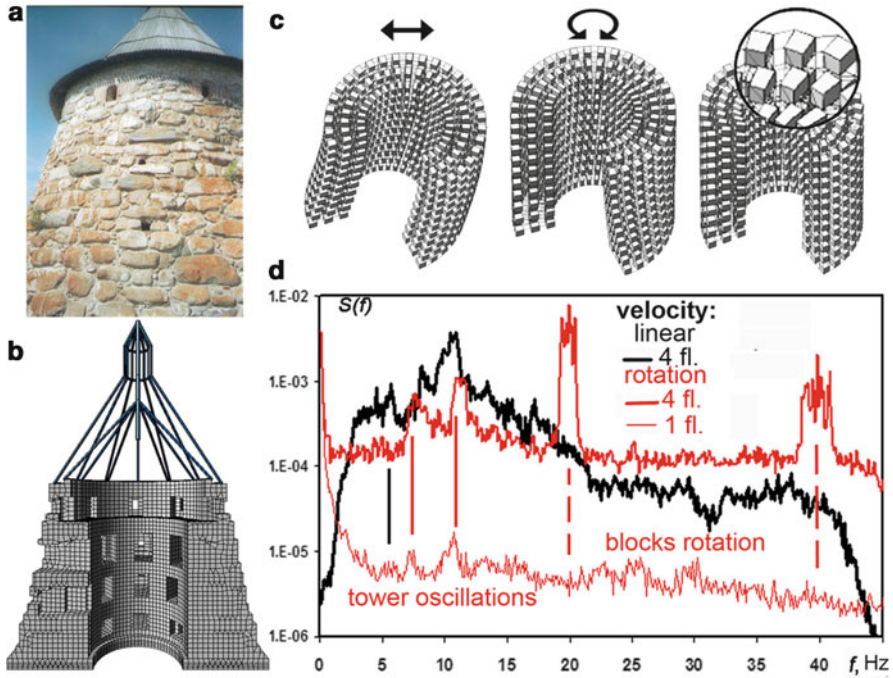 a
c
b
d
1.E-02
S(f)
velocity:
linear
4 fl.
1.E-03
rotation
4 fl.
1 fl.
1.E-04
1.E-05
blocks rotation
tower oscillations
1.E-06
0 5 10 15 20 25 30 35 40 f, Hz